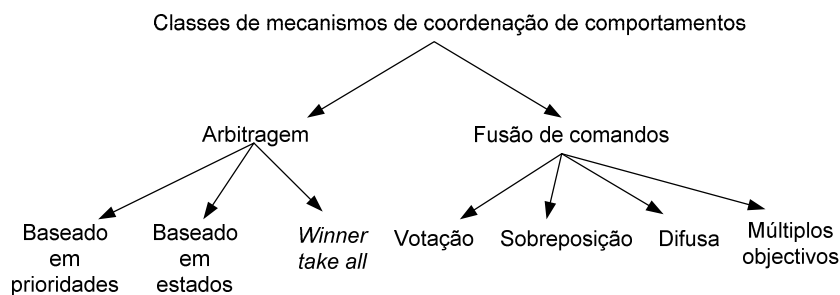 Classes de mecanismos de coordenação de comportamentos
Arbitragem
Fusão de comandos
Baseado
em
prioridades
Baseado
em
estados
Winner
take all
Votação
Sobreposição
Difusa
Múltiplos
objectivos